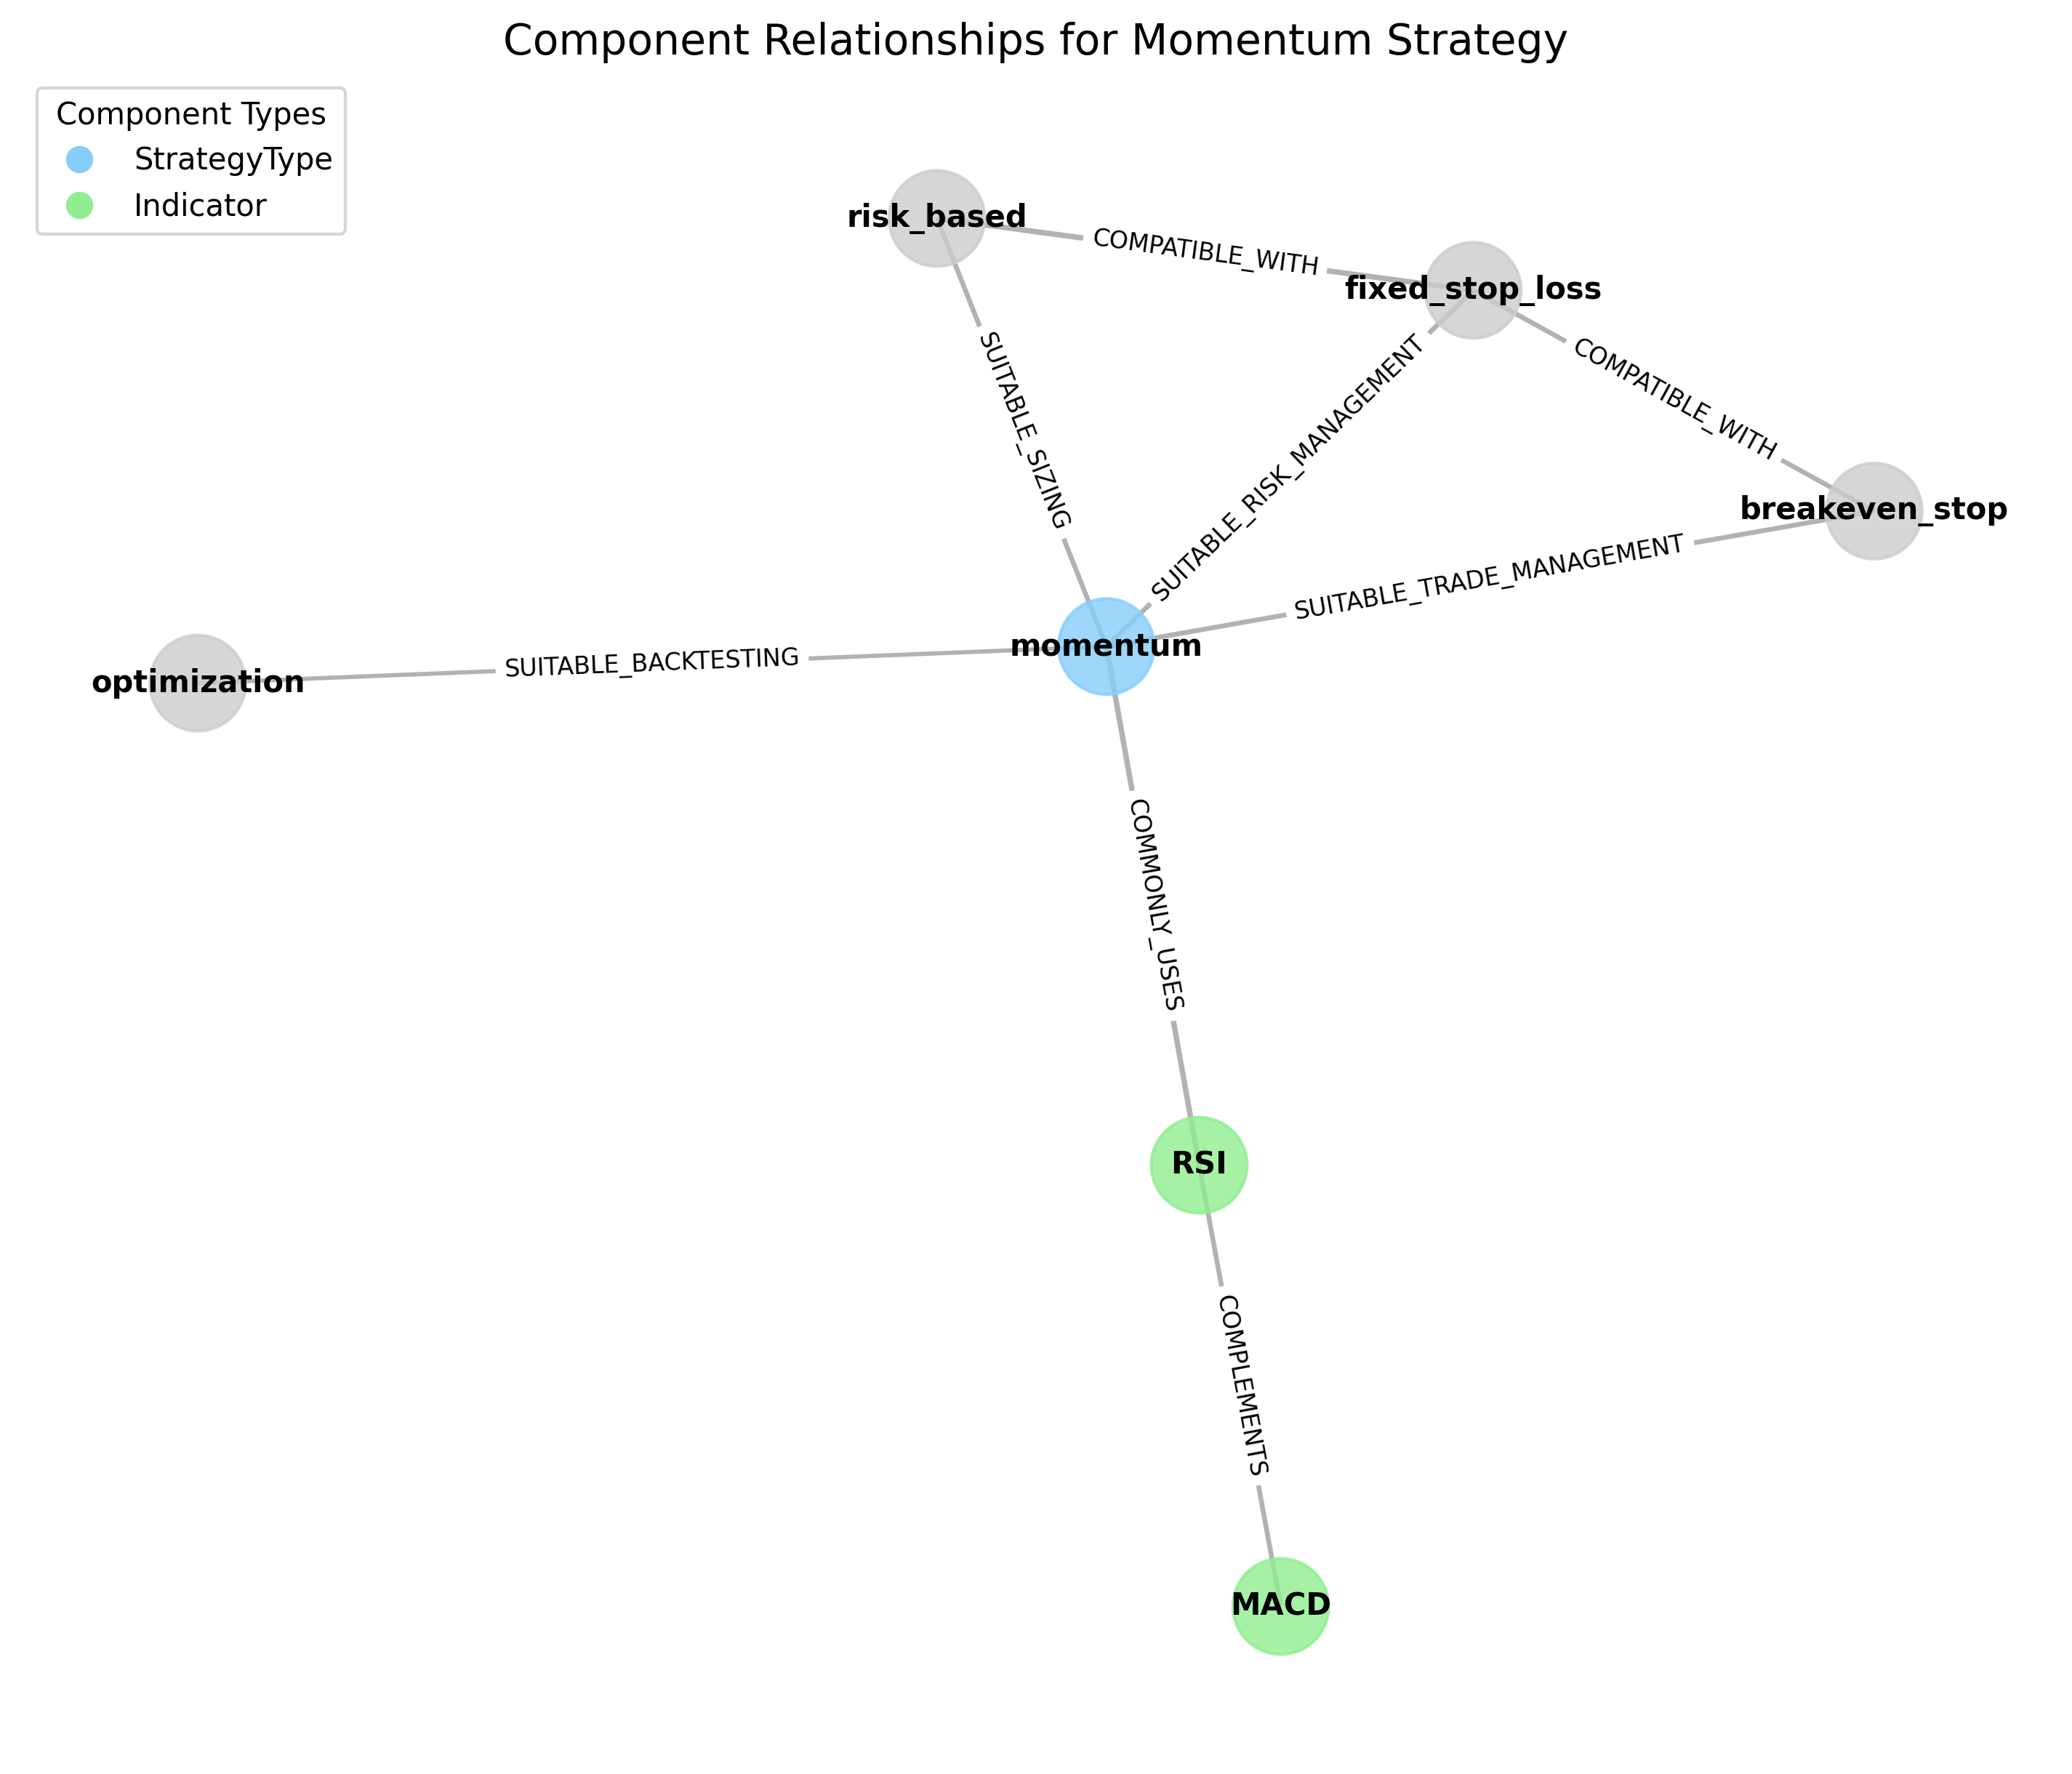 Component Relationships for Momentum Strategy
Component Types
StrategyType
Indicator
risk_based
COMPATIBLE_WITH
fixed_stop_loss
SUITABLE_SIZING
SUITABLE_RISK_MANAGEMENT
COMPATIBLE_WITH
breakeven_stop
SUITABLE_TRADE_MANAGEMENT
momentum
SUITABLE_BACKTESTING
optimization
COMMONLY_USES
RSI
COMPLEMENTS
MACD